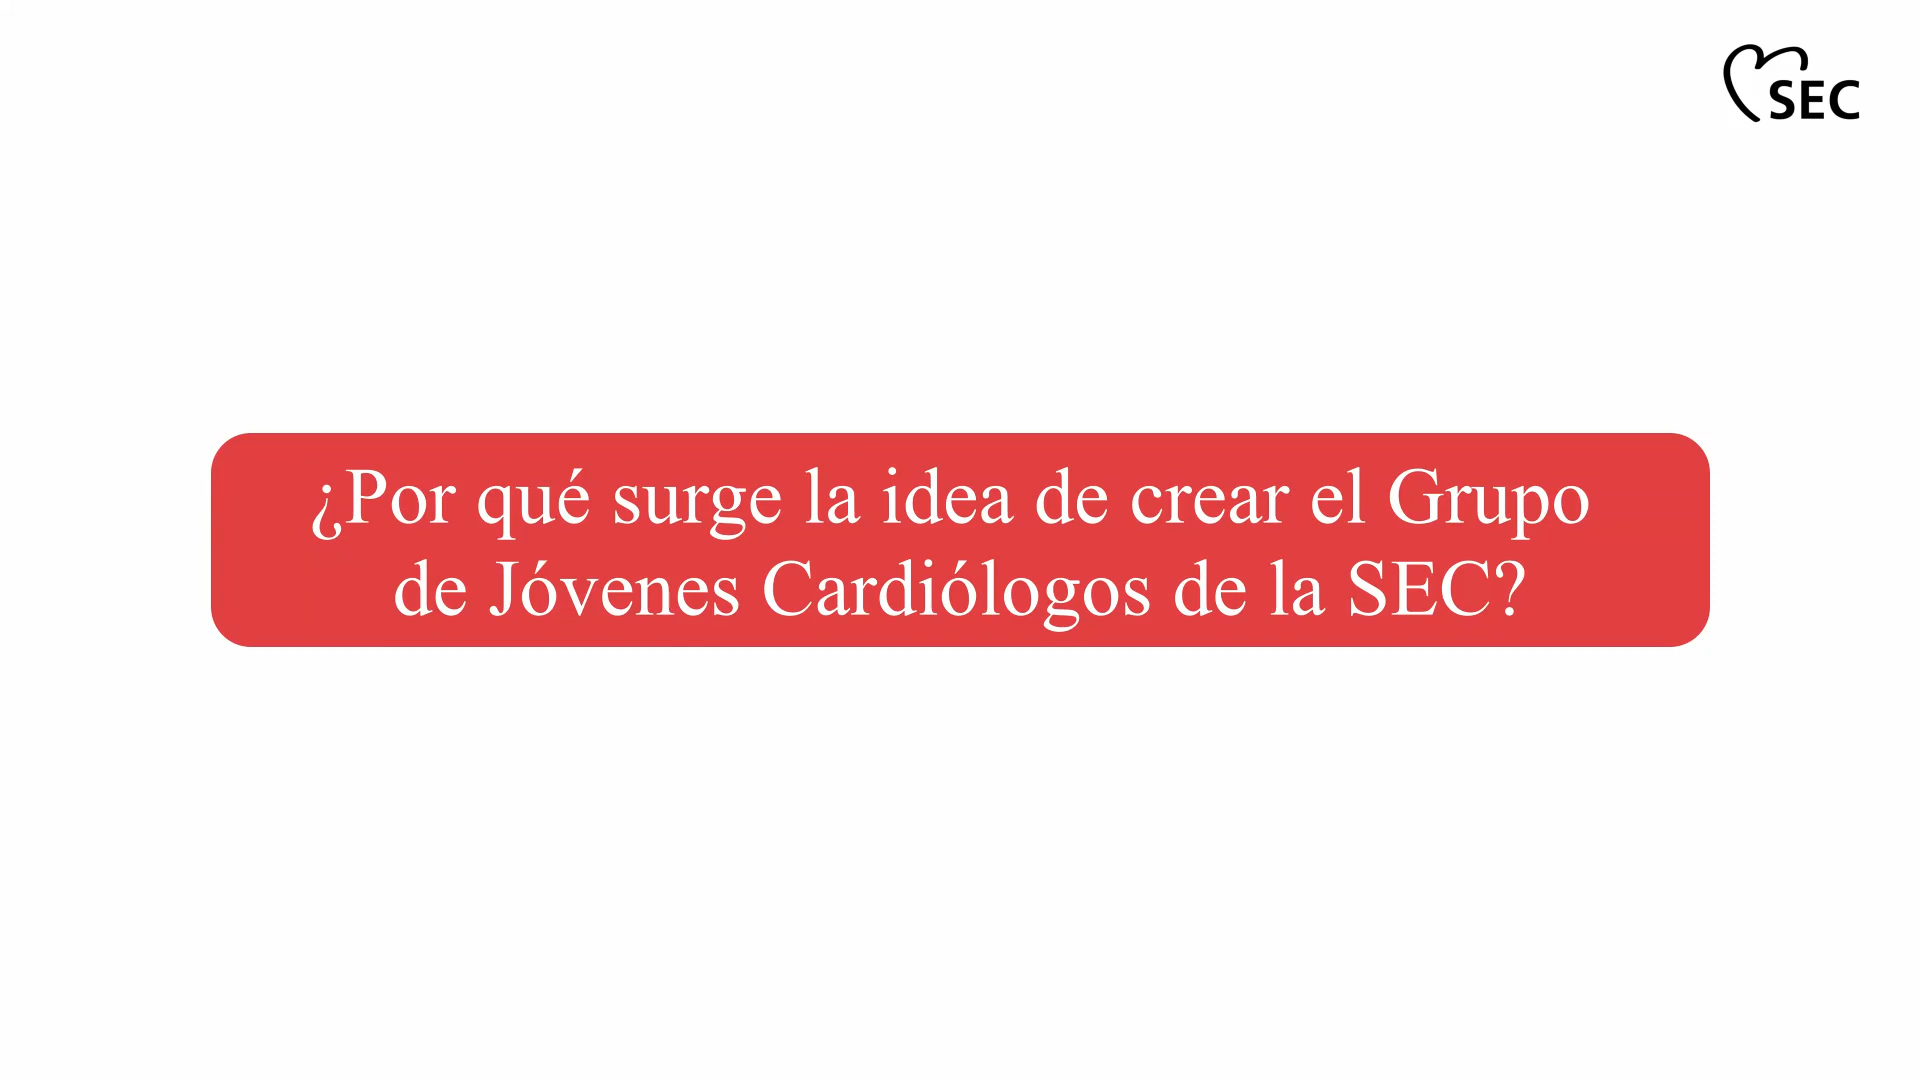 SEC
¿Por qué surge la idea de crear el Grupo
de Jóvenes Cardiólogos de la SEC?